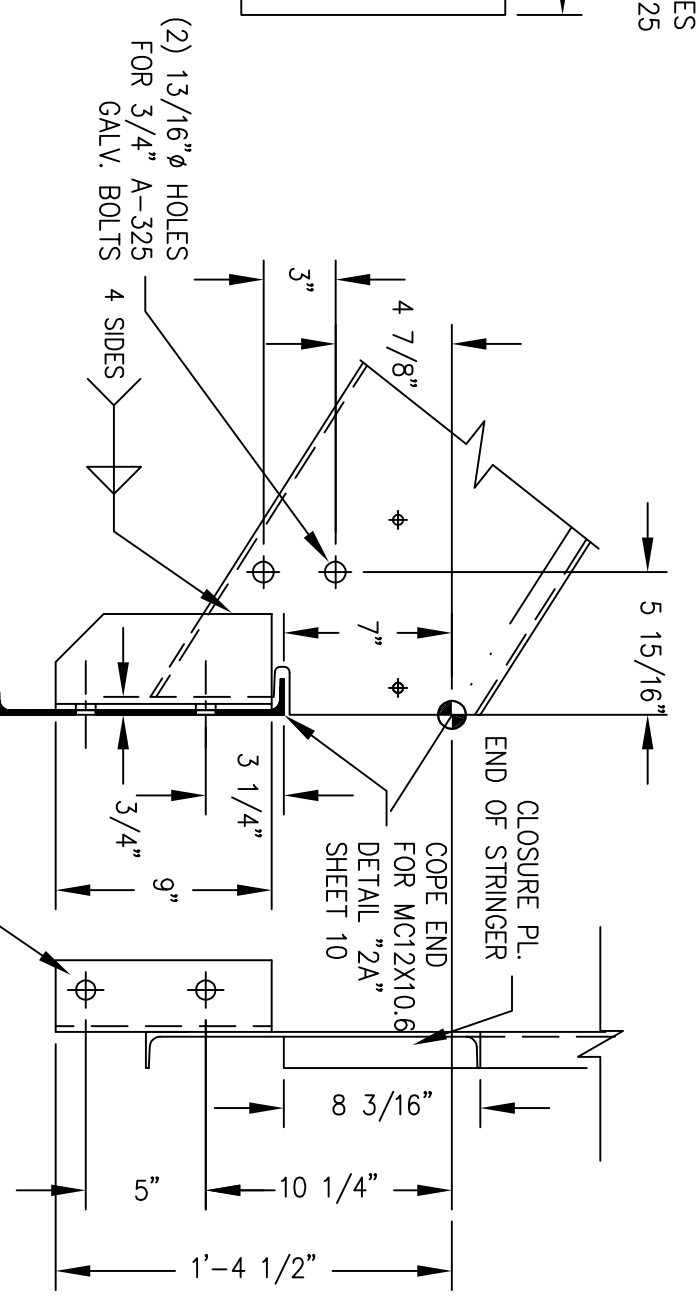 ES
25
(2) 13/16"ø HOLES
FOR 3/4" A-325
GALV. BOLTS
4 SIDES
3"
4 7/8"
5 15/16"
7"
CLOSURE PL.
END OF STRINGER
COPE END
FOR MC12X10.6
DETAIL "2A"
SHEET 10
3 1/4"
3/4"
9"
8 3/16"
5"
10 1/4"
1'-4 1/2"